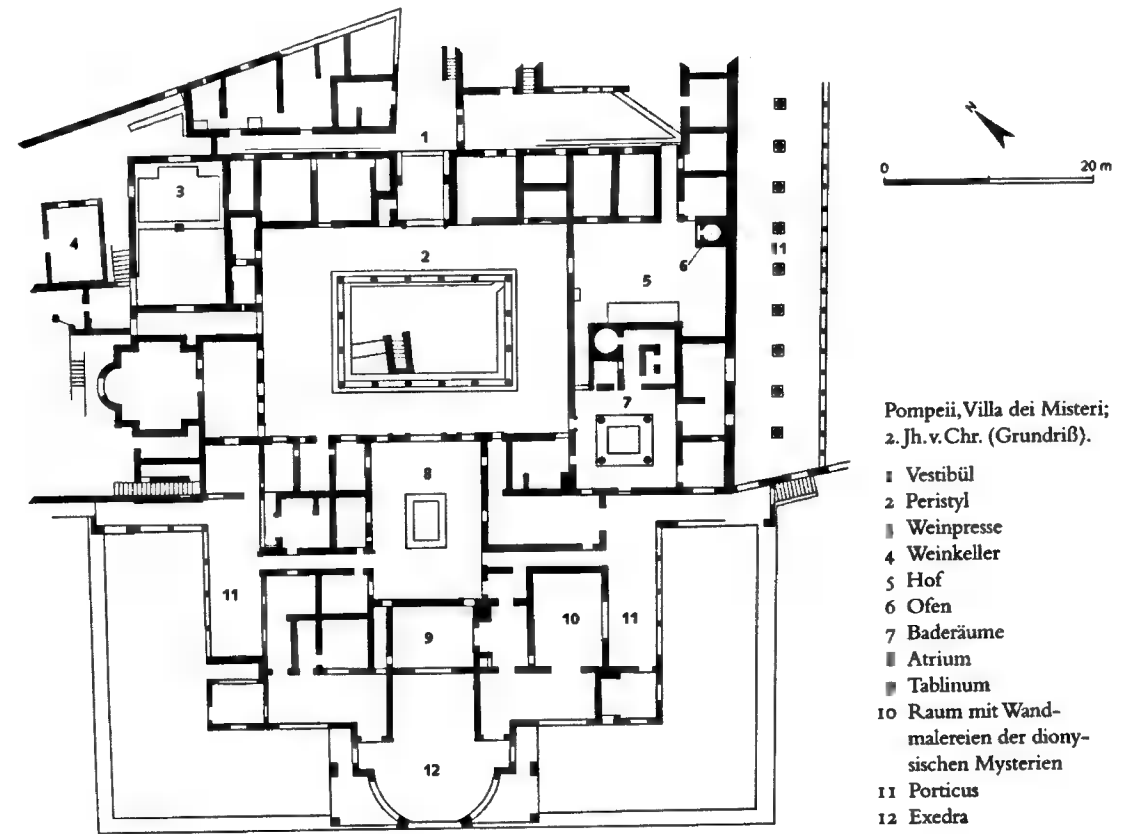 1
N
0 20 m
3
4
2
11
6
5
7
8
11
10
11
9
12
Pompeii, Villa dei Misteri;
2. Jh. v. Chr. (Grundriß).
1 Vestibül
2 Peristyl
Weinpresse
4 Weinkeller
5 Hof
6 Ofen
7 Baderäume
Atrium
Tablinum
10 Raum mit Wand-
malereien der diony-
sischen Mysterien
11 Porticus
12 Exedra